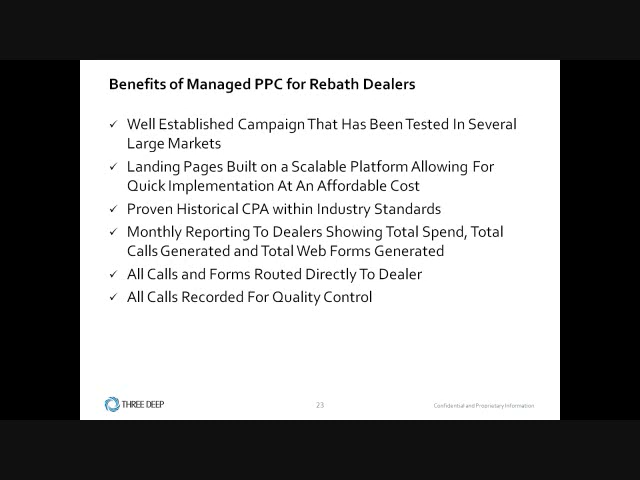 Benefits of Managed PPC for Rebath Dealers
✓ Well Established Campaign That Has Been Tested In Several
Large Markets
✓ Landing Pages Built on a Scalable Platform Allowing For
Quick Implementation At An Affordable Cost
✓ Proven Historical CPA within Industry Standards
✓ Monthly Reporting To Dealers Showing Total Spend, Total
Calls Generated and Total Web Forms Generated
✓ All Calls and Forms Routed Directly To Dealer
✓ All Calls Recorded For Quality Control
THREE DEEP
23
Confidential and Proprietary Information